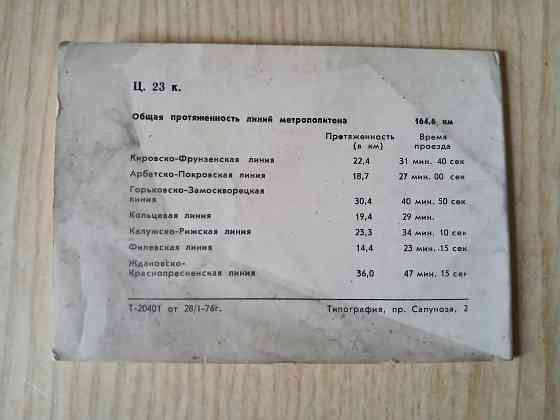 Ц. 23 к.
Общая протяженность линий метрополитена 164,6 км
Протяженность (в км) Время проезда
Кировско-Фрунзенская линия 22,4 31 мин. 40 сек
Арбатско-Покровская линия 18,7 27 мин. 00 сек
Горьковско-Замоскворецкая
линия 30,4 40 мин. 50 сек
Кольцевая линия 19,4 29 мин.
Калужско-Рижская линия 23,3 34 мин. 10 сек
Филевская линия 14,4 23 мин. 15 сек
Ждановско-
Краснопресненская линия 36,0 47 мин. 15 сек
Т-20401 от 28/I-76г. Типография, пр. Сапунова, 2